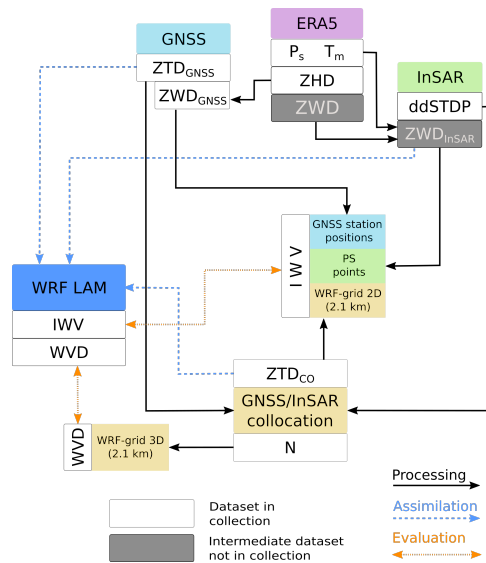 ERA5
GNSS
P_s T_m
InSAR
ZTD_GNSS
ZHD
ZWD_GNSS
ZWD
ddSTDP
ZWD_InSAR
IWV
GNSS station
positions
PS
points
WRF-grid 2D
(2.1 km)
WRF LAM
IWV
WVD
ZTD_CO
GNSS/InSAR
collocation
N
WVD
WRF-grid 3D
(2.1 km)
Processing
Assimilation
Evaluation
Dataset in
collection
Intermediate dataset
not in collection